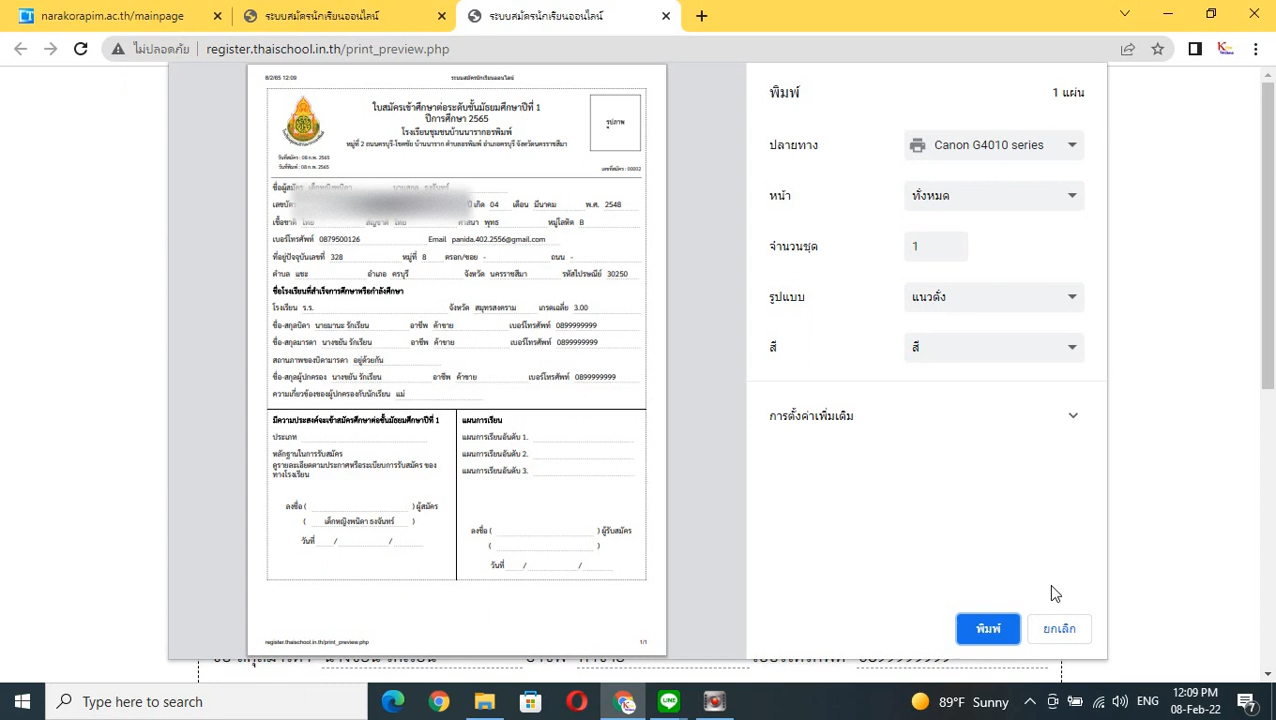 narakorapim.ac.th/mainpage
ระบบสมัครนักเรียนออนไลน์
ระบบสมัครนักเรียนออนไลน์
ไม่ปลอดภัย register.thaischool.in.th/print_preview.php
8/2/65 12:09 ระบบสมัครนักเรียนออนไลน์
ใบสมัครเข้าศึกษาต่อระดับชั้นมัธยมศึกษาปีที่ 1
ปีการศึกษา 2565
โรงเรียนชุมชนบ้านนารากอรพิมพ์
หมู่ที่ 2 ถนนครบุรี-โชคชัย บ้านนาราก ตำบลอรพิมพ์ อำเภอครบุรี จังหวัดนครราชสีมา
รูปภาพ
วันที่สมัคร : 08 ก.พ. 2565
วันที่พิมพ์ : 08 ก.พ. 2565
เลขที่สมัคร : 00002
ชื่อผู้สมัคร เด็กหญิงพนิดา นามสกุล ธงจันทร์
เลขบัตร เกิด 04 เดือน มีนาคม พ.ศ. 2548
เชื้อชาติ ไทย สัญชาติ ไทย ศาสนา พุทธ หมู่โลหิต B
เบอร์โทรศัพท์ 0879500126 Email panida.402.2556@gmail.com
ที่อยู่ปัจจุบันเลขที่ 328 หมู่ที่ 8 ตรอก/ซอย - ถนน -
ตำบล แชะ อำเภอ ครบุรี จังหวัด นครราชสีมา รหัสไปรษณีย์ 30250
ชื่อโรงเรียนที่สำเร็จการศึกษาหรือกำลังศึกษา
โรงเรียน ร.ร. จังหวัด สมุทรสงคราม เกรดเฉลี่ย 3.00
ชื่อ-สกุลบิดา นายมานะ รักเรียน อาชีพ ค้าขาย เบอร์โทรศัพท์ 0899999999
ชื่อ-สกุลมารดา นางขยัน รักเรียน อาชีพ ค้าขาย เบอร์โทรศัพท์ 0899999999
สถานภาพของบิดามารดา อยู่ด้วยกัน
ชื่อ-สกุลผู้ปกครอง นางขยัน รักเรียน อาชีพ ค้าขาย เบอร์โทรศัพท์ 0899999999
ความเกี่ยวข้องของผู้ปกครองกับนักเรียน แม่
มีความประสงค์จะเข้าสมัครศึกษาต่อชั้นมัธยมศึกษาปีที่ 1
ประเภท
หลักฐานในการรับสมัคร
ดูรายละเอียดตามประกาศหรือระเบียบการรับสมัคร ของ
ทางโรงเรียน
ลงชื่อ ( ) ผู้สมัคร
( เด็กหญิงพนิดา ธงจันทร์ )
วันที่ / /
แผนการเรียน
แผนการเรียนอันดับ 1.
แผนการเรียนอันดับ 2.
แผนการเรียนอันดับ 3.
ลงชื่อ ( ) ผู้รับสมัคร
( )
วันที่ / /
register.thaischool.in.th/print_preview.php 1/1
พิมพ์ 1 แผ่น
ปลายทาง Canon G4010 series
หน้า ทั้งหมด
จำนวนชุด 1
รูปแบบ แนวตั้ง
สี สี
การตั้งค่าเพิ่มเติม
พิมพ์ ยกเลิก
Type here to search
89°F Sunny
ENG
12:09 PM
08-Feb-22
7